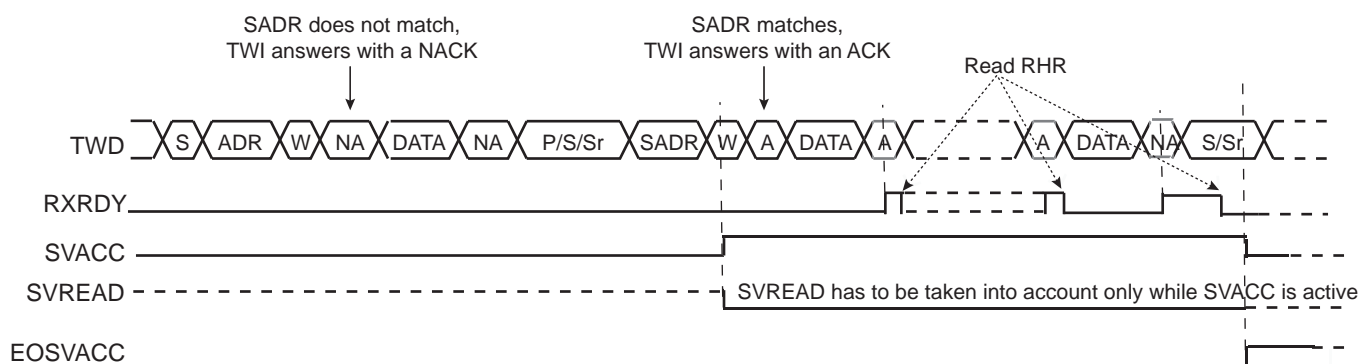 SADR does not match,
TWI answers with a NACK
SADR matches,
TWI answers with an ACK
Read RHR
TWD S ADR W NA DATA NA P/S/Sr SADR W A DATA A A DATA NA S/Sr
RXRDY
SVACC
SVREAD SVREAD has to be taken into account only while SVACC is active
EOSVACC